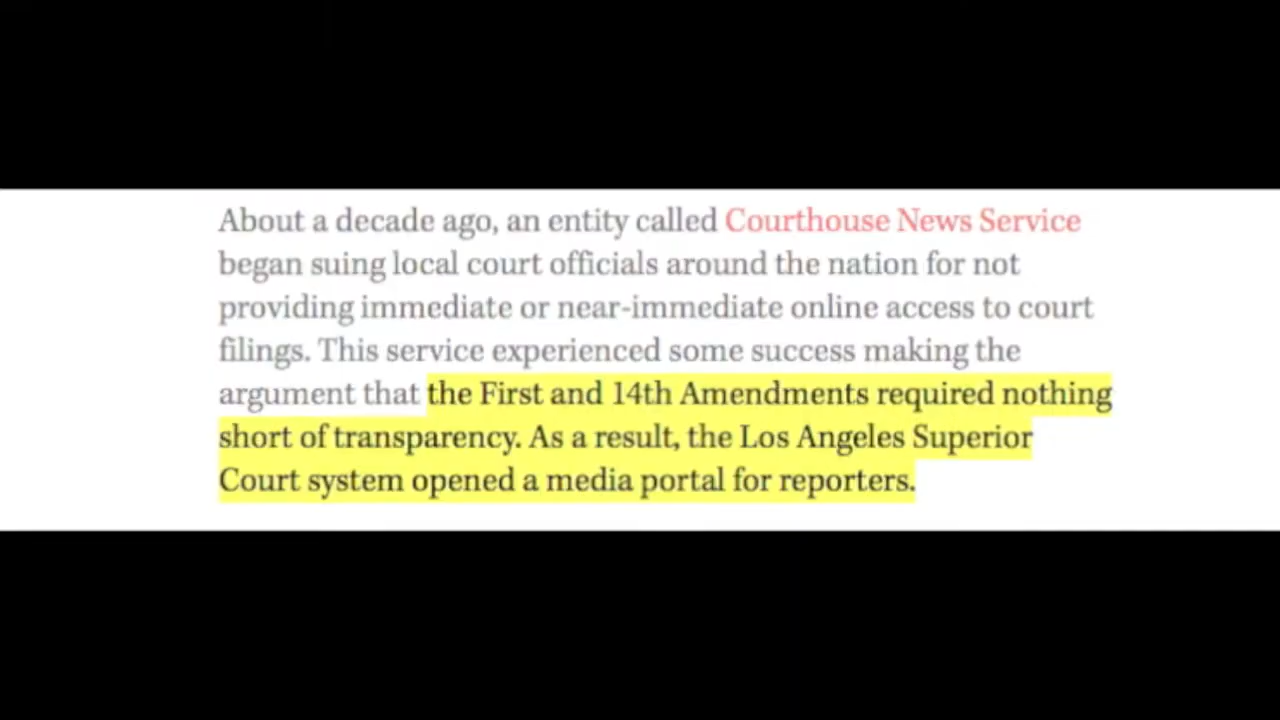 About a decade ago, an entity called Courthouse News Service
began suing local court officials around the nation for not
providing immediate or near-immediate online access to court
filings. This service experienced some success making the
argument that the First and 14th Amendments required nothing
short of transparency. As a result, the Los Angeles Superior
Court system opened a media portal for reporters.